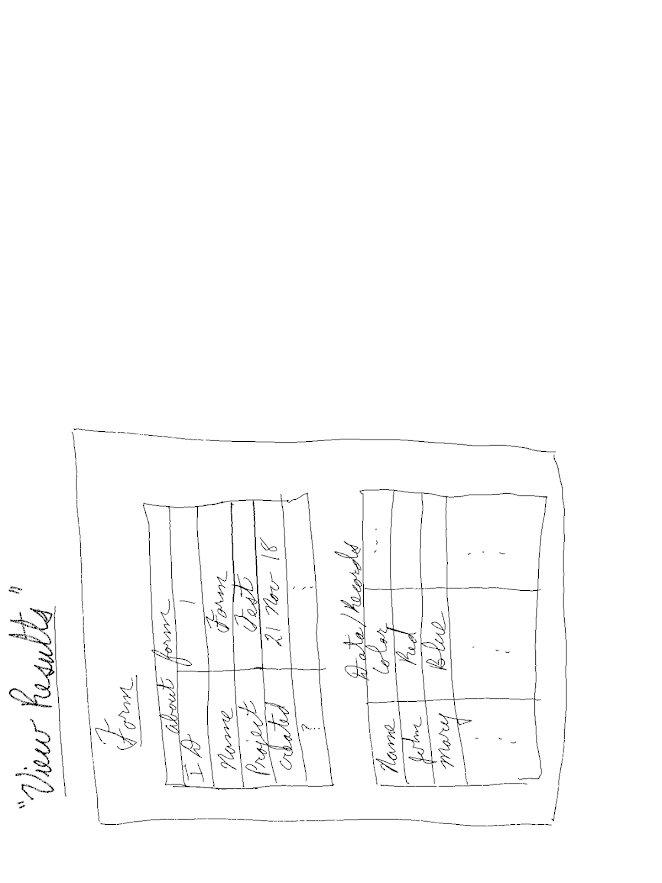 "View Results"
Form
about form
ID 1
Name Form
Project Test
created 21 Nov 18
? :
Data/Records
Name Color ...
John Red
Mary Blue
: : :